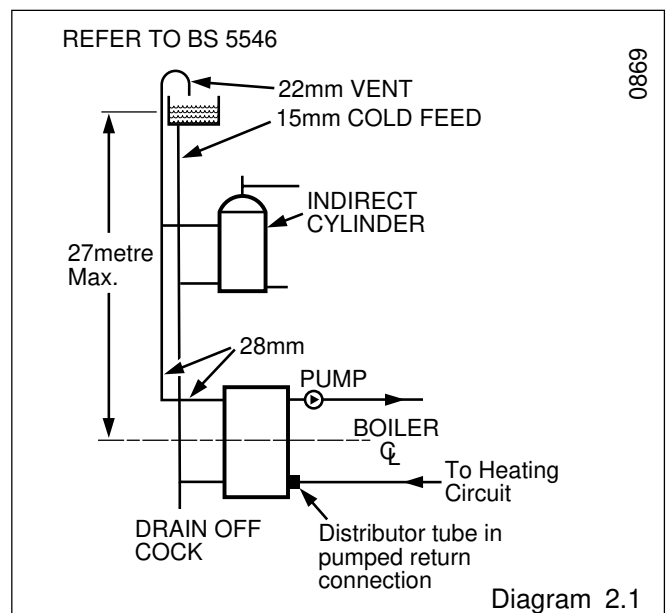 REFER TO BS 5546
0869
22mm VENT
15mm COLD FEED
INDIRECT
CYLINDER
27metre
Max.
28mm
PUMP
BOILER
℄
To Heating
Circuit
DRAIN OFF
COCK
Distributor tube in
pumped return
connection
Diagram 2.1